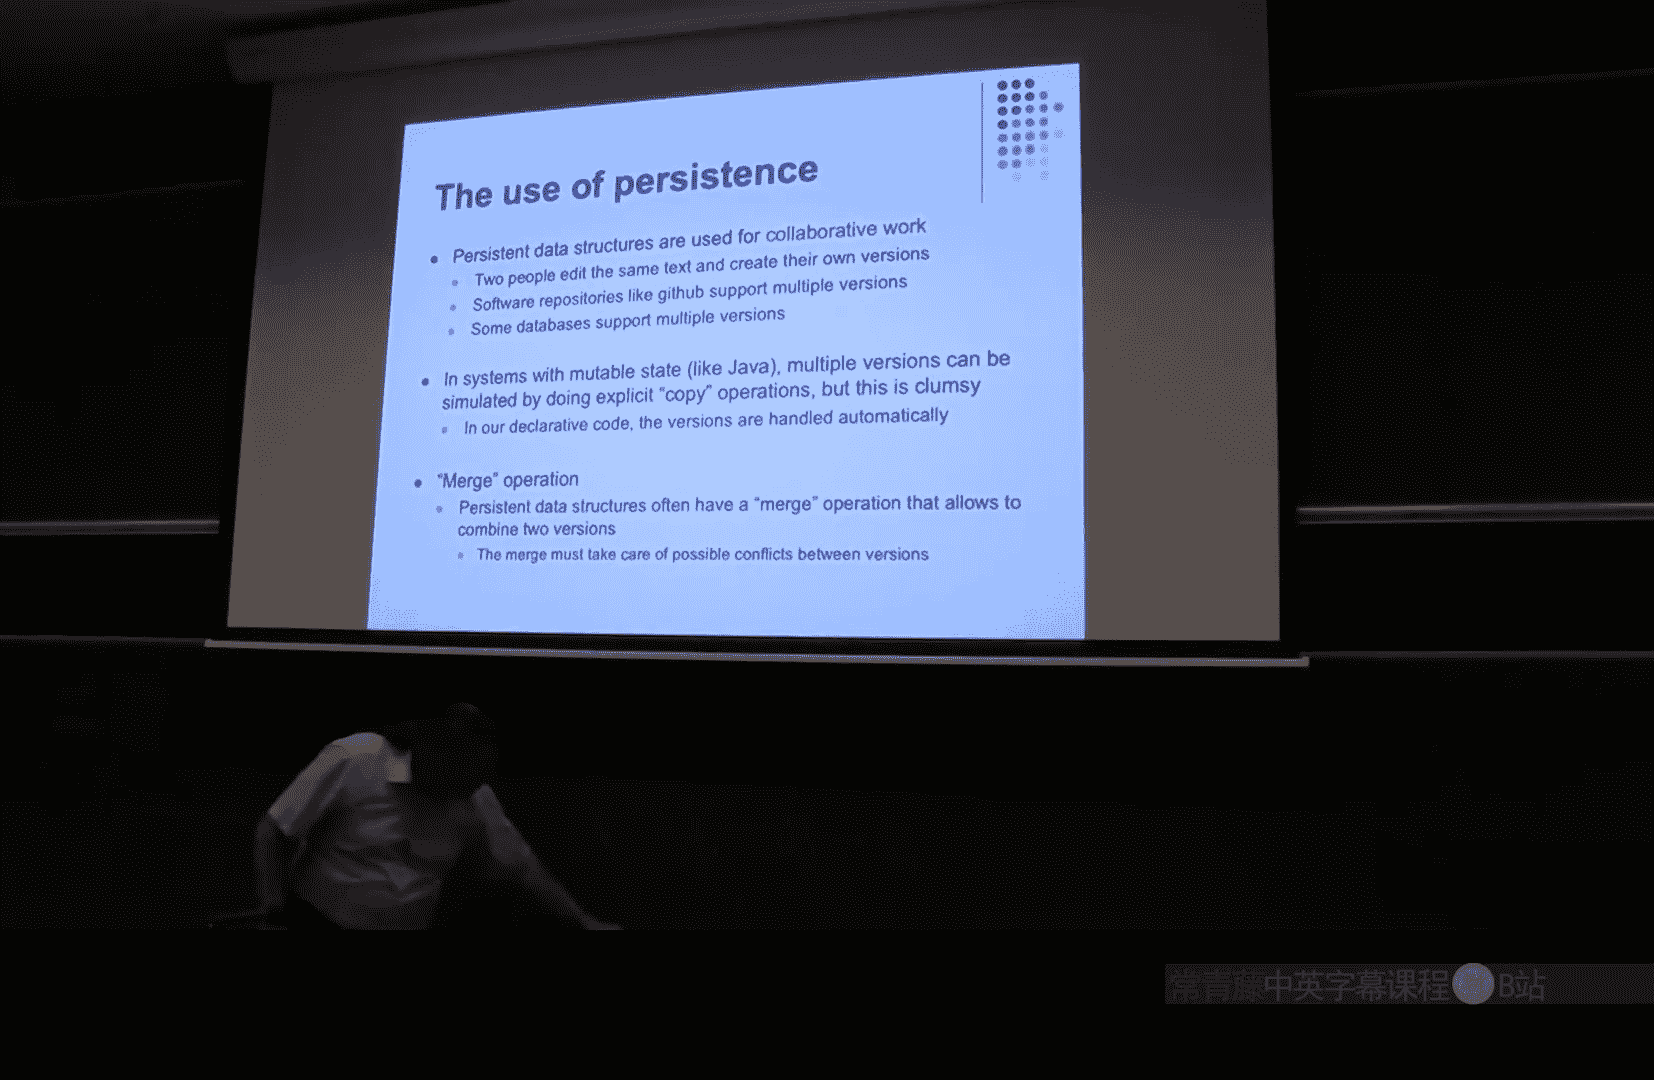 The use of persistence
Persistent data structures are used for collaborative work
Two people edit the same text and create their own versions
Software repositories like github support multiple versions
Some databases support multiple versions
In systems with mutable state (like Java), multiple versions can be
simulated by doing explicit “copy” operations, but this is clumsy
In our declarative code, the versions are handled automatically
“Merge” operation
Persistent data structures often have a “merge” operation that allows to
combine two versions
The merge must take care of possible conflicts between versions
常青藤中英字幕课程 B站